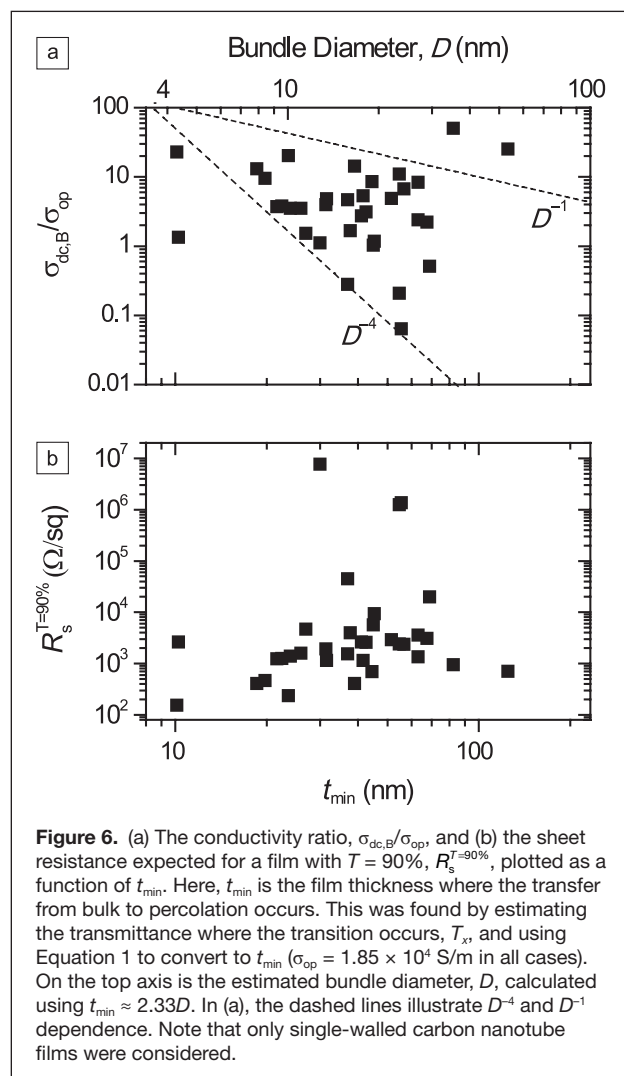 a
Bundle Diameter, D (nm)
4 10 100
100
10
1
0.1
0.01
σdc,B/σop
D⁻¹
D⁻⁴
b
10⁷
10⁶
10⁵
10⁴
10³
10²
Rₛᵀ⁼⁹⁰% (Ω/sq)
10 100
tmin (nm)
Figure 6. (a) The conductivity ratio, σdc,B/σop, and (b) the sheet
resistance expected for a film with T = 90%, Rₛᵀ⁼⁹⁰%, plotted as a
function of tmin. Here, tmin is the film thickness where the transfer
from bulk to percolation occurs. This was found by estimating
the transmittance where the transition occurs, Tx, and using
Equation 1 to convert to tmin (σop = 1.85 × 10⁴ S/m in all cases).
On the top axis is the estimated bundle diameter, D, calculated
using tmin ≈ 2.33D. In (a), the dashed lines illustrate D⁻⁴ and D⁻¹
dependence. Note that only single-walled carbon nanotube
films were considered.